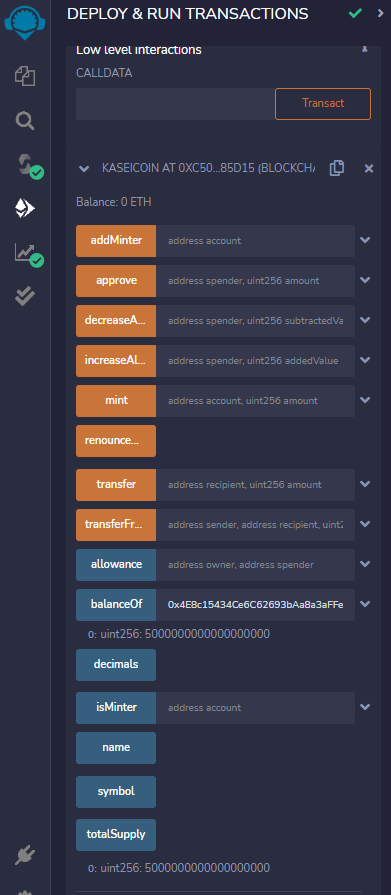 DEPLOY & RUN TRANSACTIONS
Low level interactions
CALLDATA
Transact
KASEICOIN AT 0XC50...85D15 (BLOCKCHA
Balance: 0 ETH
addMinter address account
approve address spender, uint256 amount
decreaseA... address spender, uint256 subtractedVa
increaseAl... address spender, uint256 addedValue
mint address account, uint256 amount
renounce...
transfer address recipient, uint256 amount
transferFr... address sender, address recipient, uint2
allowance address owner, address spender
balanceOf 0x4E8c15434Ce6C62693bAa8a3aFFe
0: uint256: 5000000000000000000
decimals
isMinter address account
name
symbol
totalSupply
0: uint256: 5000000000000000000